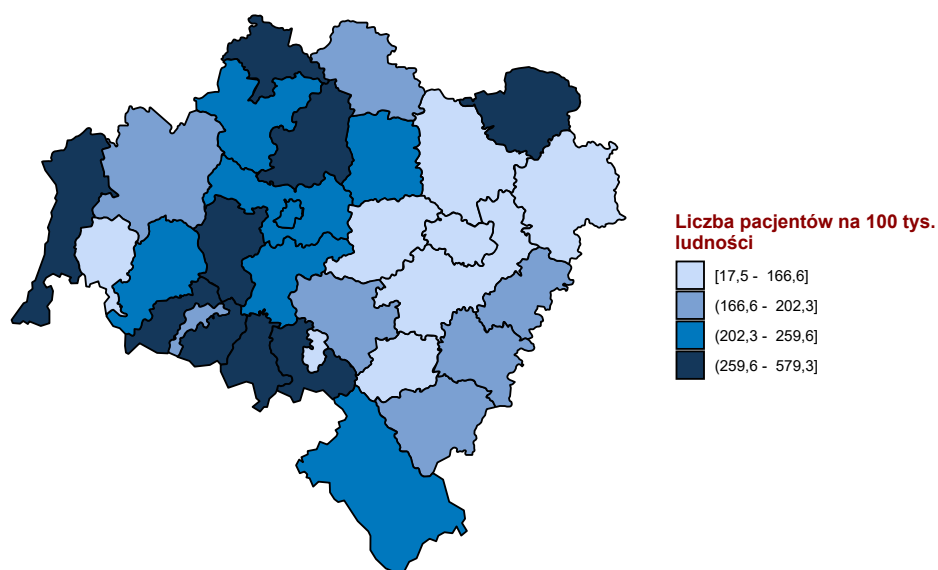 Liczba pacjentów na 100 tys.
ludności
[17,5 - 166,6]
(166,6 - 202,3]
(202,3 - 259,6]
(259,6 - 579,3]